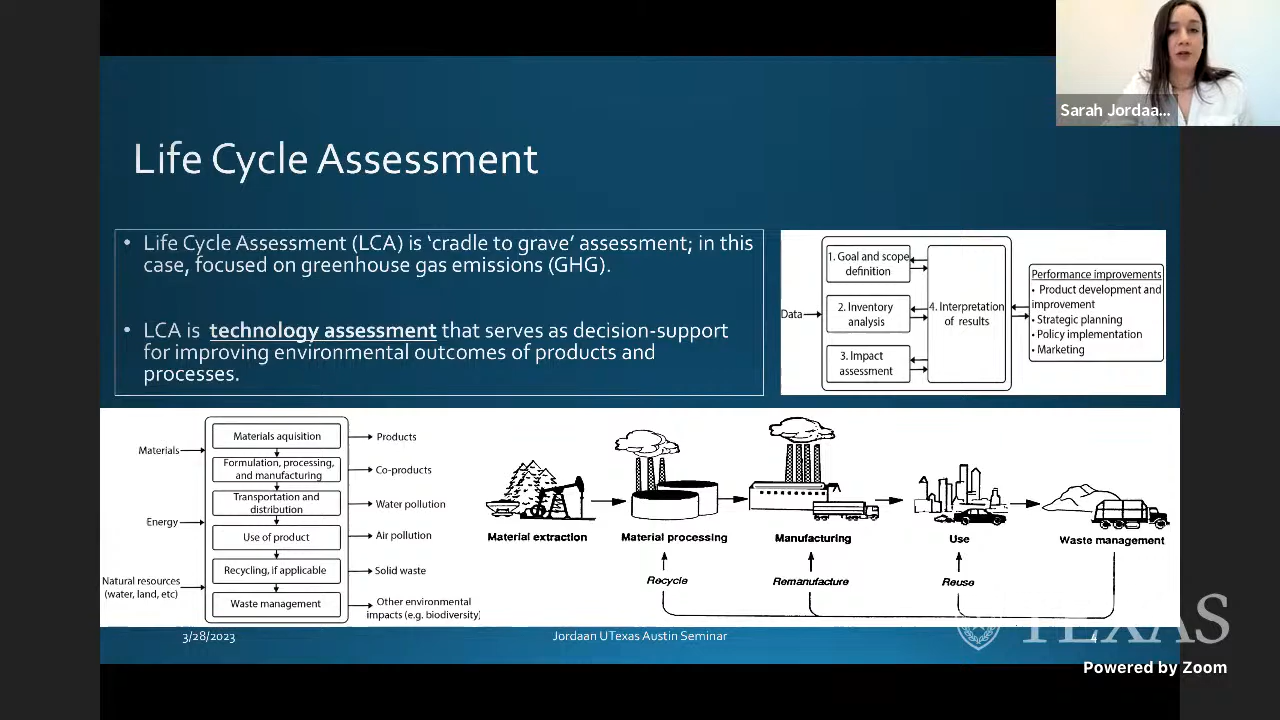 Sarah Jordaa...
Life Cycle Assessment
• Life Cycle Assessment (LCA) is ‘cradle to grave’ assessment; in this
case, focused on greenhouse gas emissions (GHG).
• LCA is technology assessment that serves as decision-support
for improving environmental outcomes of products and
processes.
Data
1. Goal and scope
definition
2. Inventory
analysis
3. Impact
assessment
4. Interpretation
of results
Performance improvements
• Product development and
improvement
• Strategic planning
• Policy implementation
• Marketing
Materials
Energy
Natural resources
(water, land, etc)
Materials aquisition
Formulation, processing,
and manufacturing
Transportation and
distribution
Use of product
Recycling, if applicable
Waste management
Products
Co-products
Water pollution
Air pollution
Solid waste
Other environmental
impacts (e.g. biodiversity)
Material extraction
Material processing
Manufacturing
Use
Waste management
Recycle
Remanufacture
Reuse
3/28/2023
Jordaan UTexas Austin Seminar
4
TEXAS
Powered by Zoom